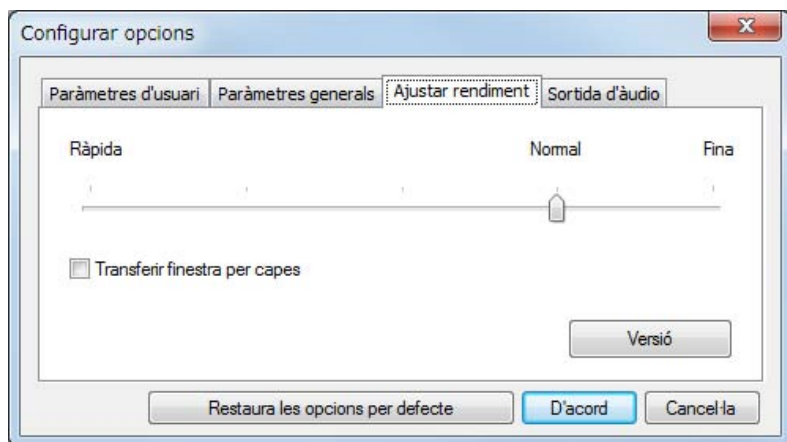 Configurar opcions
Paràmetres d'usuari Paràmetres generals Ajustar rendiment Sortida d'àudio
Ràpida Normal Fina
Transferir finestra per capes
Versió
Restaura les opcions per defecte D'acord Cancel·la